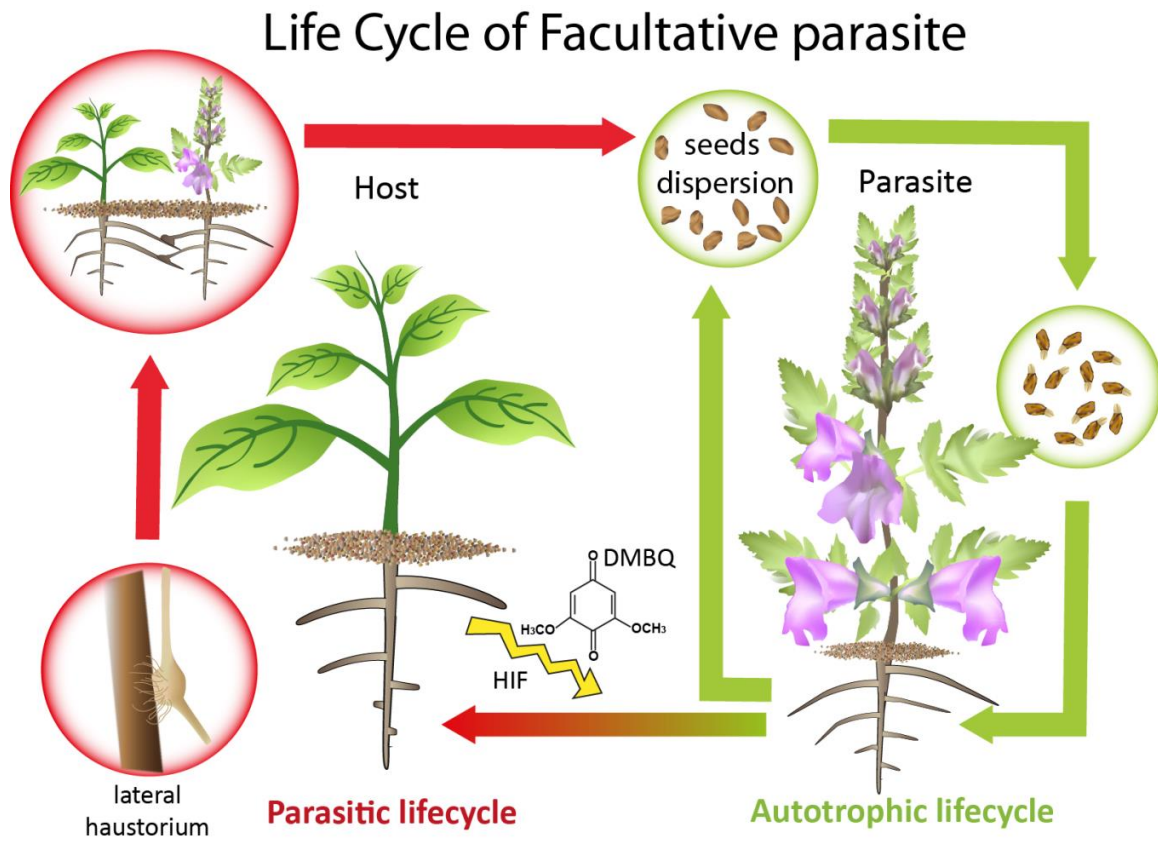 Life Cycle of Facultative parasite
seeds
dispersion
Host
Parasite
DMBQ
O
H₃CO
OCH₃
O
HIF
lateral
haustorium
Parasitic lifecycle
Autotrophic lifecycle